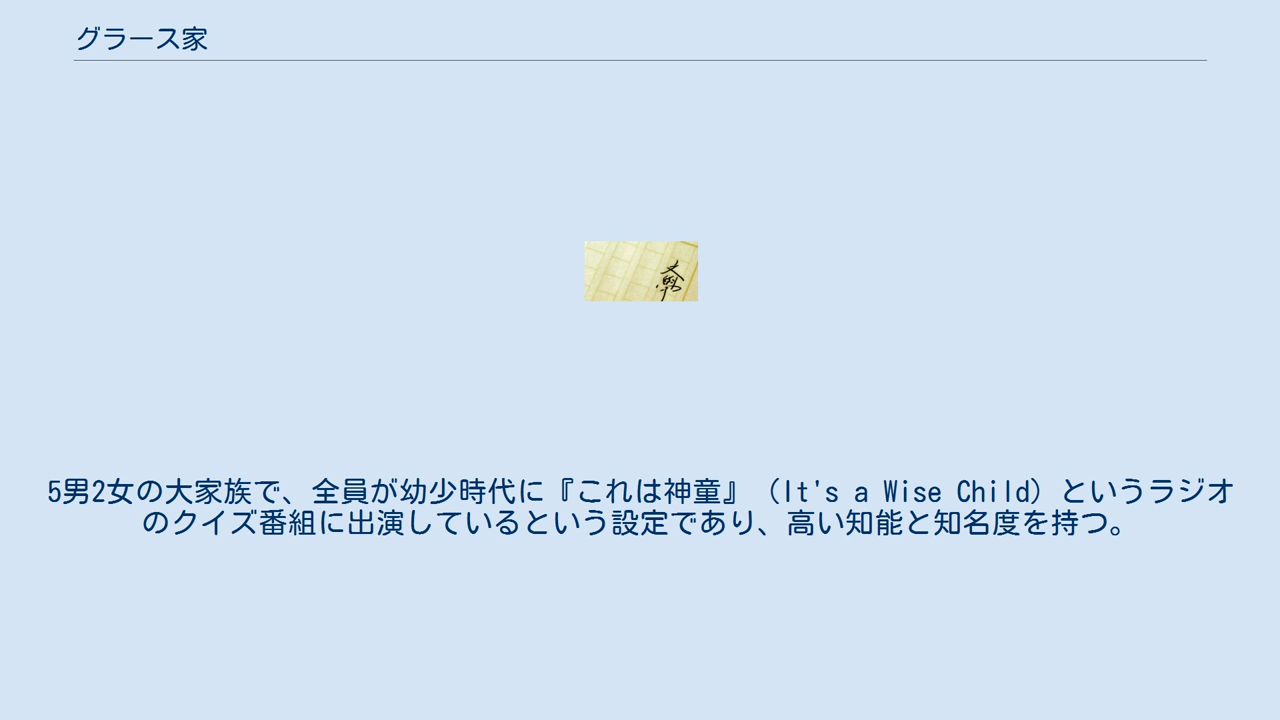 グラース家
5男2女の大家族で、全員が幼少時代に『これは神童』（It's a Wise Child）というラジオ
のクイズ番組に出演しているという設定であり、高い知能と知名度を持つ。